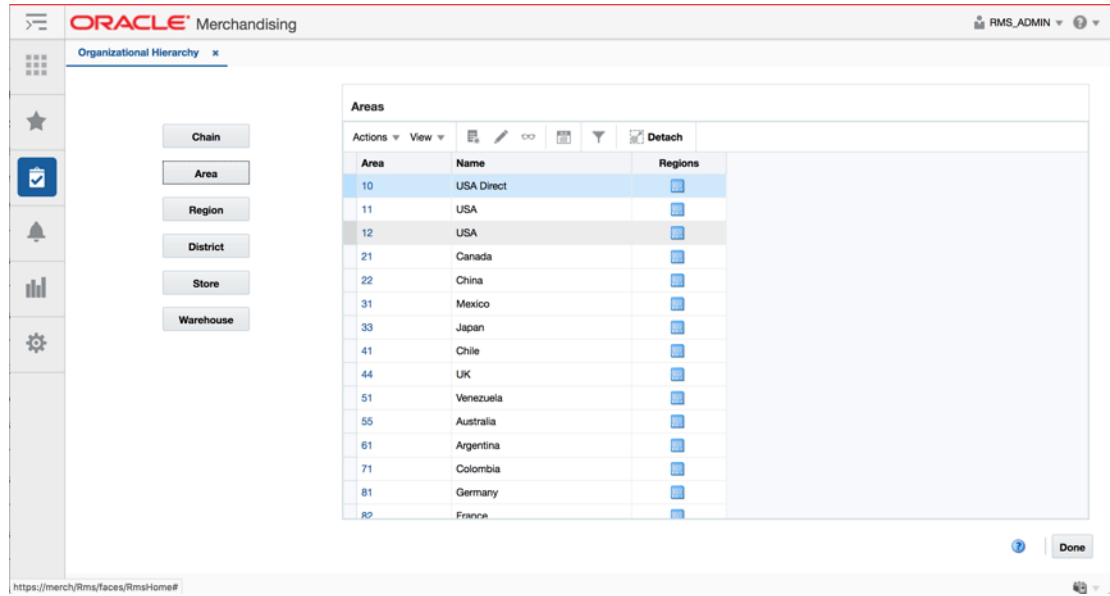 ORACLE Merchandising
RMS_ADMIN
Organizational Hierarchy x
Chain
Area
Region
District
Store
Warehouse
Areas
Actions View Detach
Area Name Regions
10 USA Direct
11 USA
12 USA
21 Canada
22 China
31 Mexico
33 Japan
41 Chile
44 UK
51 Venezuela
55 Australia
61 Argentina
71 Colombia
81 Germany
82 France
? Done
https://merch/Rms/faces/RmsHome#